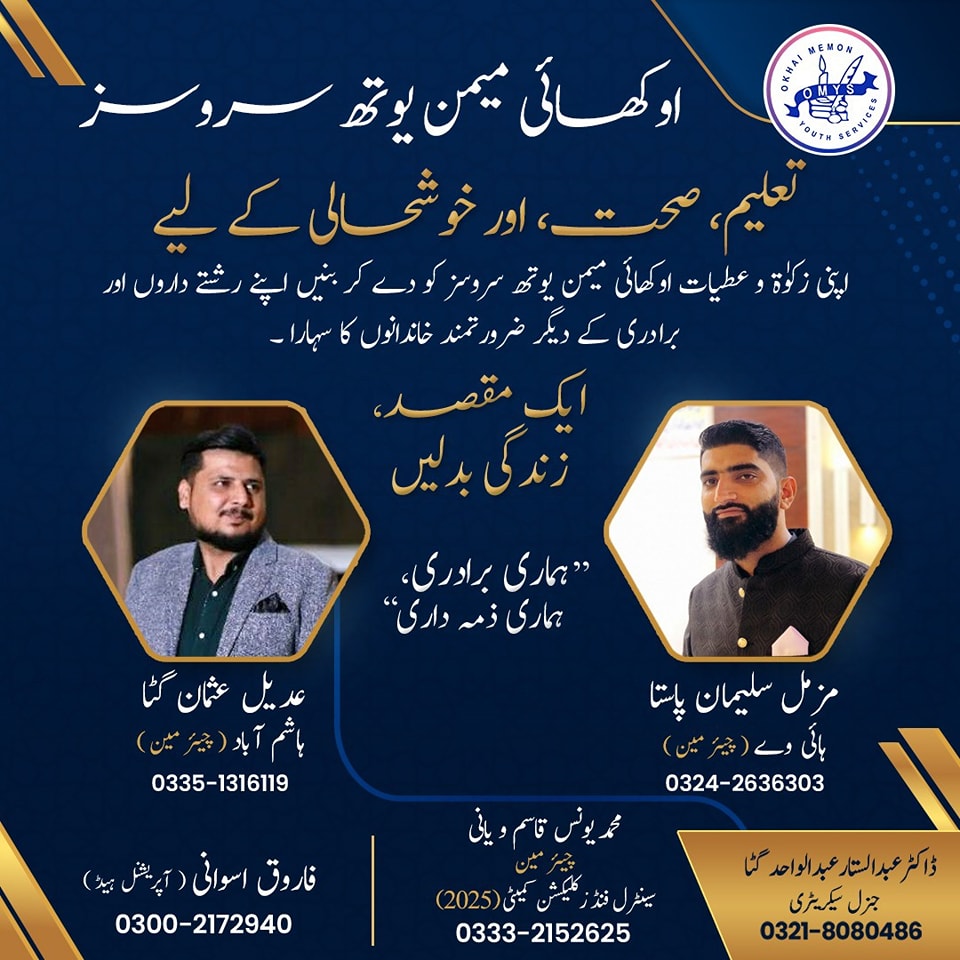 اوکھائی میمن یوتھ سروسز
OKHAI MEMON
OMYS
YOUTH SERVICES
تعلیم، صحت، اور خوشحالی کے لیے
اپنی زکوٰۃ و عطیات اوکھائی میمن یوتھ سروسز کو دے کر بنیں اپنے رشتے داروں اور
برادری کے دیگر ضرورتمند خاندانوں کا سہارا ۔
ایک مقصد،
زندگی بدلیں
”ہماری برادری،
ہماری ذمہ داری“
مزمل سلیمان پاستا
ہائی وے (چیئرمین)
0324-2636303
عدیل عثمان گٹا
ہاشم آباد (چیئرمین)
0335-1316119
ڈاکٹر عبدالستار عبدالواحد گٹا
جنرل سیکریٹری
0321-8080486
محمد یونس قاسم ویانی
چیئرمین
سینٹرل فنڈز کلیکشن کمیٹی (2025)
0333-2152625
فاروق اسوانی (آپریشنل ہیڈ)
0300-2172940